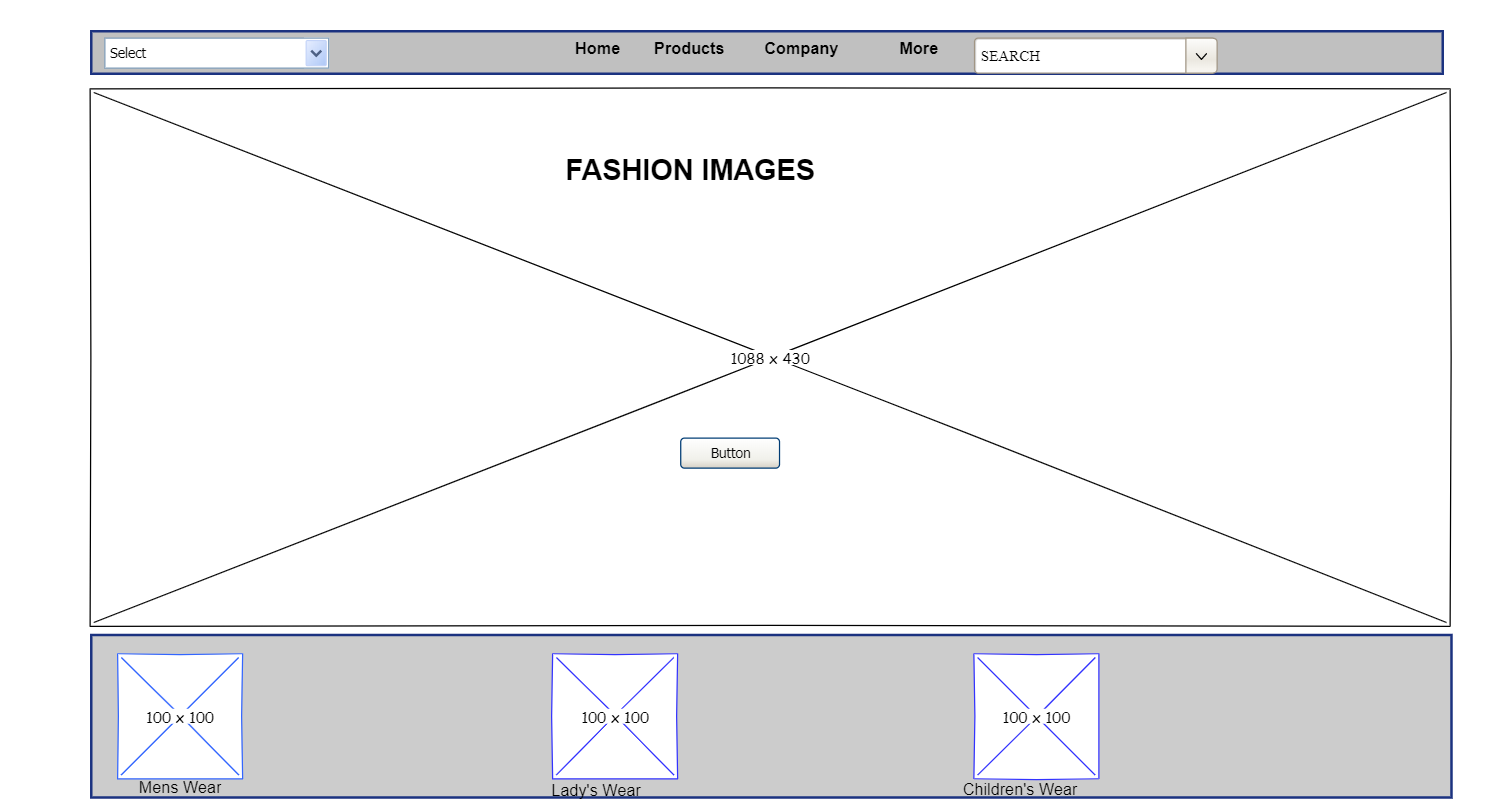 Select Home Products Company More SEARCH
FASHION IMAGES
1088 x 430
Button
100 x 100 100 x 100 100 x 100
Mens Wear Lady's Wear Children's Wear